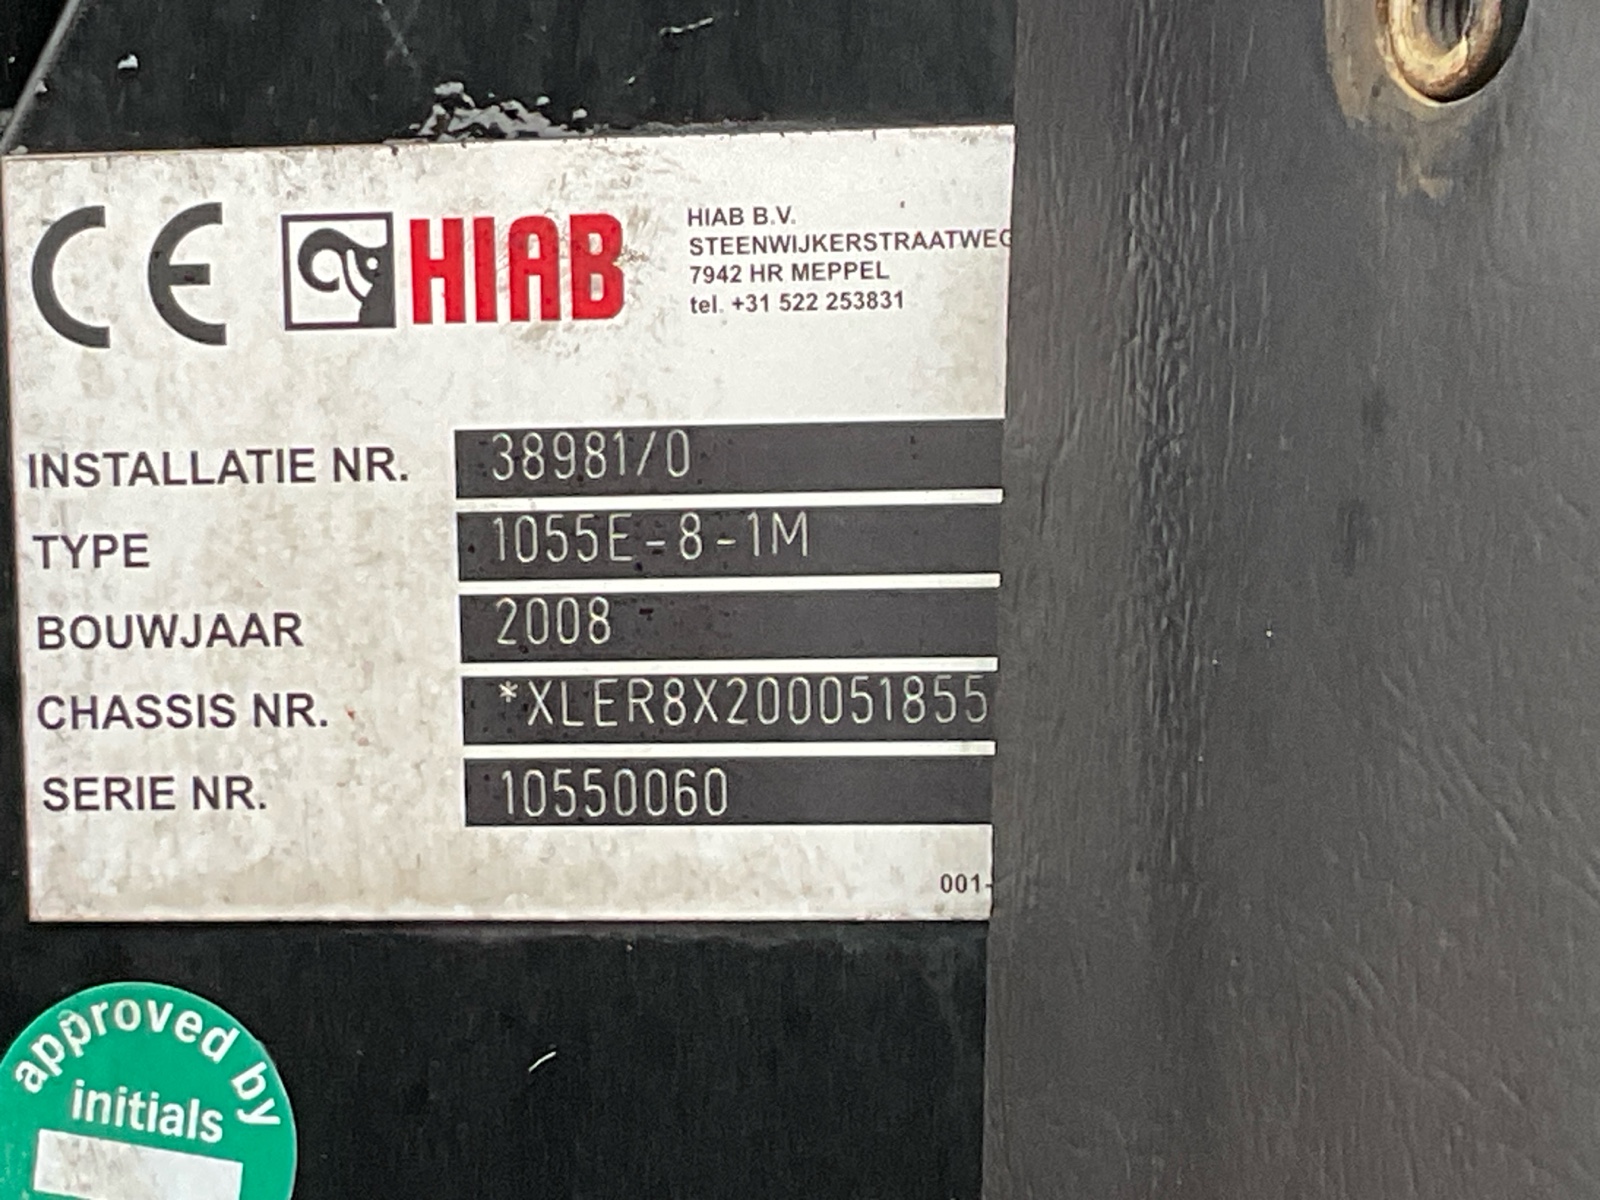 CE HIAB
HIAB B.V.
STEENWIJKERSTRAATWEG
7942 HR MEPPEL
tel. +31 522 253831
INSTALLATIE NR. 38981/0
TYPE 1055E-8-1M
BOUWJAAR 2008
CHASSIS NR. *XLER8X200051855
SERIE NR. 10550060
001-
approved by
initials